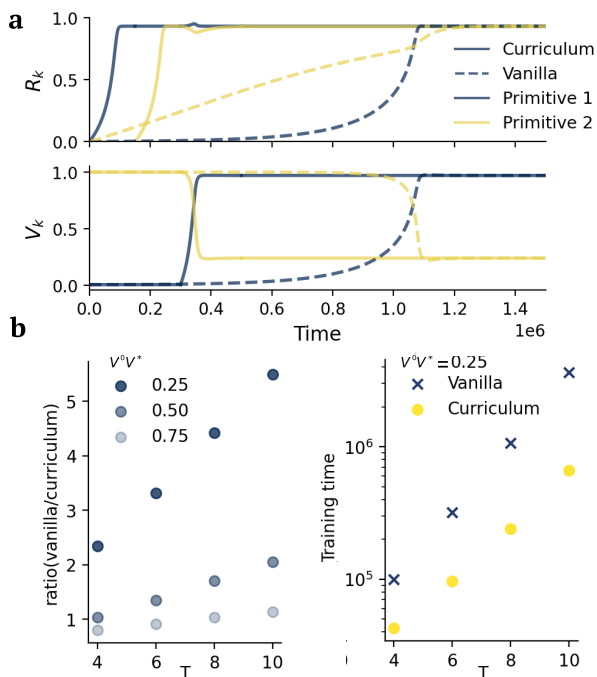 a
1.0
0.5
0.0
R_k
Curriculum
Vanilla
Primitive 1
Primitive 2
1.0
0.5
0.0
V_k
0.0 0.2 0.4 0.6 0.8 1.0 1.2 1.4
1e6
Time
b
V⁰V*
0.25
0.50
0.75
5
4
3
2
1
ratio(vanilla/curriculum)
4 6 8 10
T
V⁰V* = 0.25
Vanilla
Curriculum
10⁶
10⁵
Training time
4 6 8 10
T